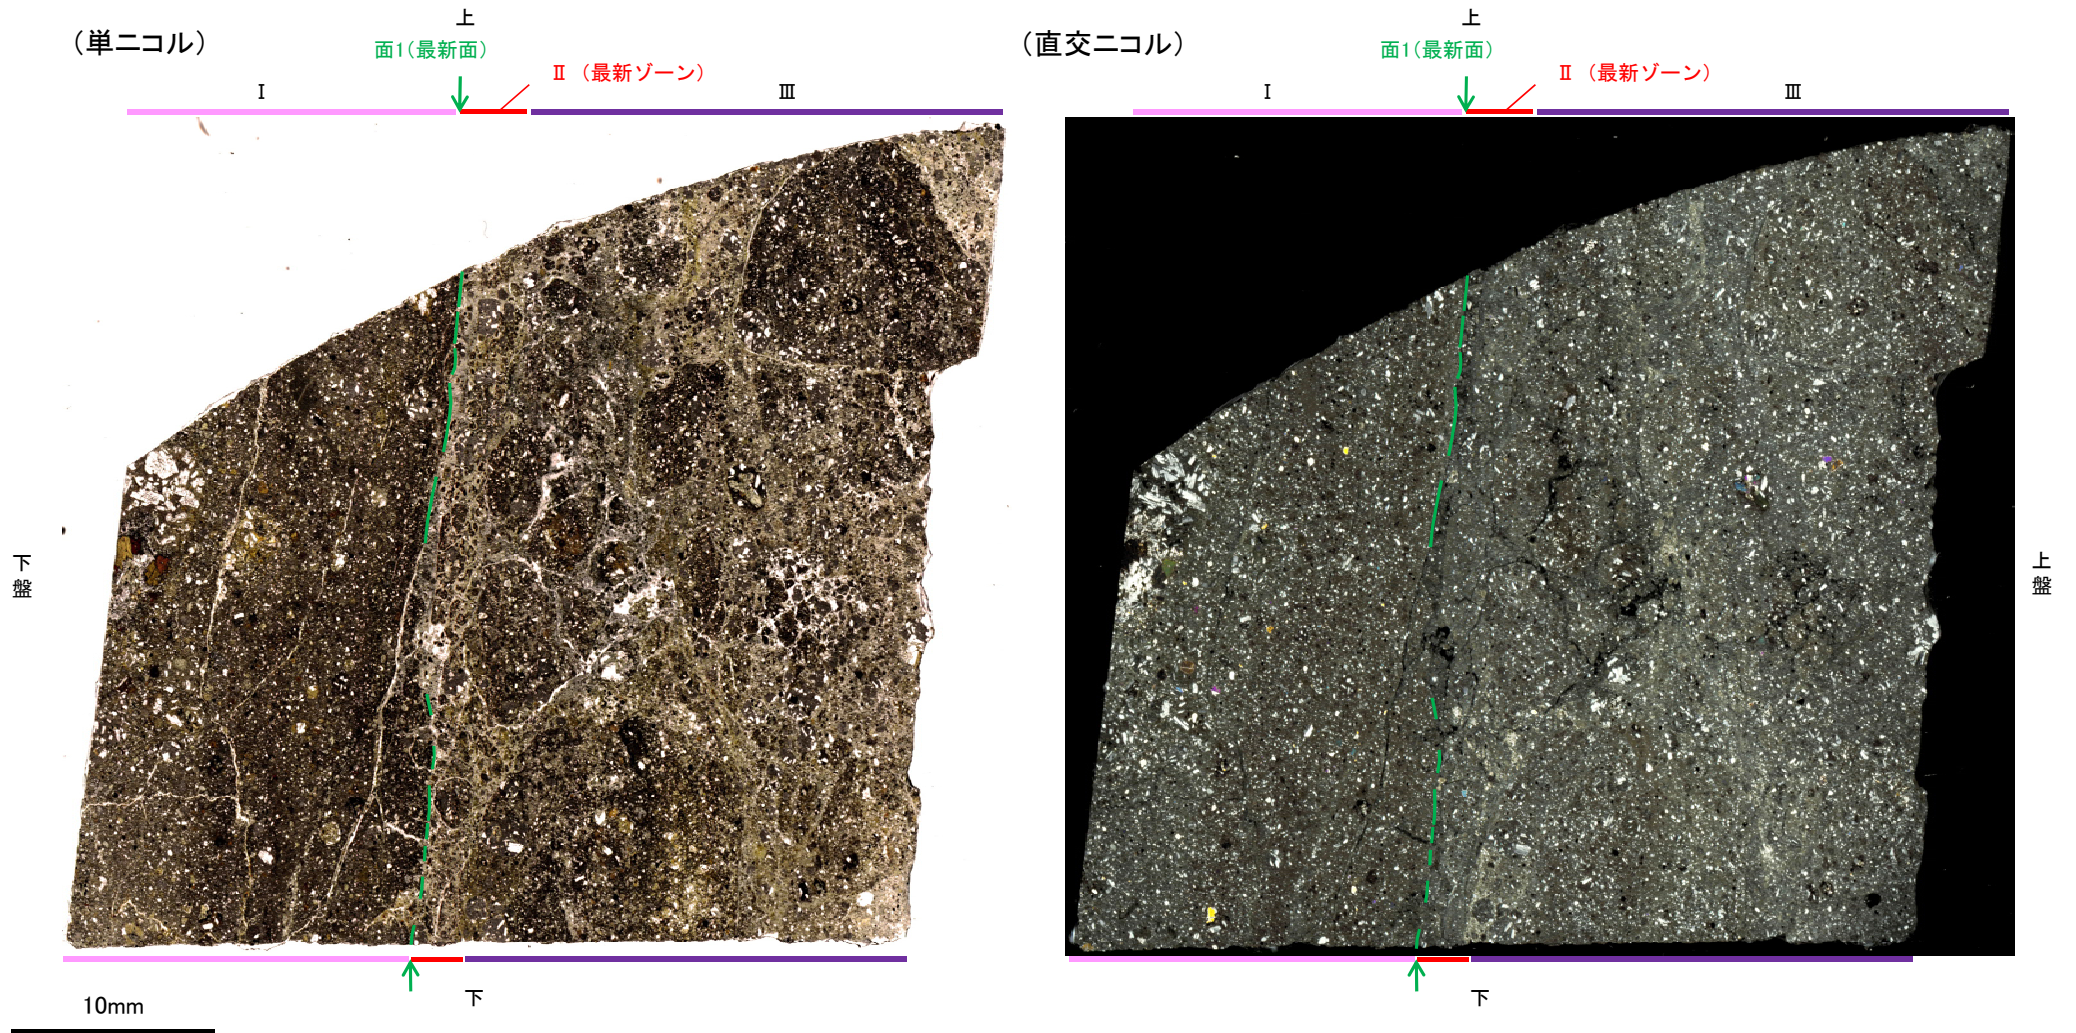 （単ニコル）
上
面1（最新面）
Ⅱ（最新ゾーン）
Ⅰ
Ⅲ
下盤
下
10mm
（直交ニコル）
上
面1（最新面）
Ⅱ（最新ゾーン）
Ⅰ
Ⅲ
上盤
下